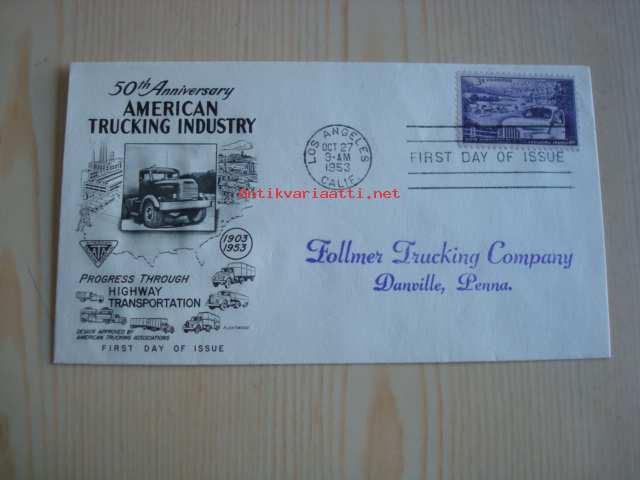 50th Anniversary
AMERICAN
TRUCKING INDUSTRY
1903
1953
PROGRESS THROUGH
HIGHWAY
TRANSPORTATION
FLEETWOOD
DESIGN APPROVED BY
AMERICAN TRUCKING ASSOCIATIONS
FIRST DAY OF ISSUE
LOS ANGELES
OCT 27
9-AM
1953
CALIF.
3¢
FIRST DAY OF ISSUE
Antikvariaatti.net
Follmer Trucking Company
Danville, Penna.